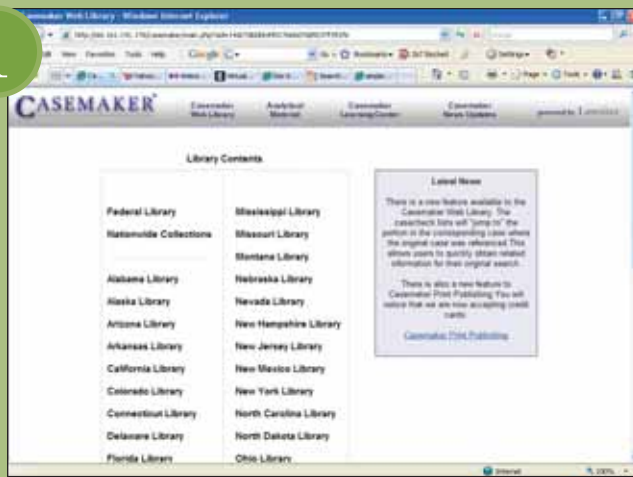 Casemaker Web Library - Windows Internet Explorer
Favorites Tools Help Google
CASEMAKER
Casemaker Web Library
Analytical Material
Casemaker Learning Center
Casemaker News Updates
powered by
Library Contents
Federal Library
Nationwide Collections
Alabama Library
Alaska Library
Arizona Library
Arkansas Library
California Library
Colorado Library
Connecticut Library
Delaware Library
Florida Library
Mississippi Library
Missouri Library
Montana Library
Nebraska Library
Nevada Library
New Hampshire Library
New Jersey Library
New Mexico Library
New York Library
North Carolina Library
North Dakota Library
Ohio Library
Latest News
There is a new feature available to the
Casemaker Web Library. The
casecheck lists will "jump to" the
portion in the corresponding case where
the original case was referenced. This
allows users to quickly obtain related
information for their original search.
There is also a new feature to
Casemaker Print Publishing. You will
notice that we are now accepting credit
cards.
Casemaker Print Publishing
Internet
100%